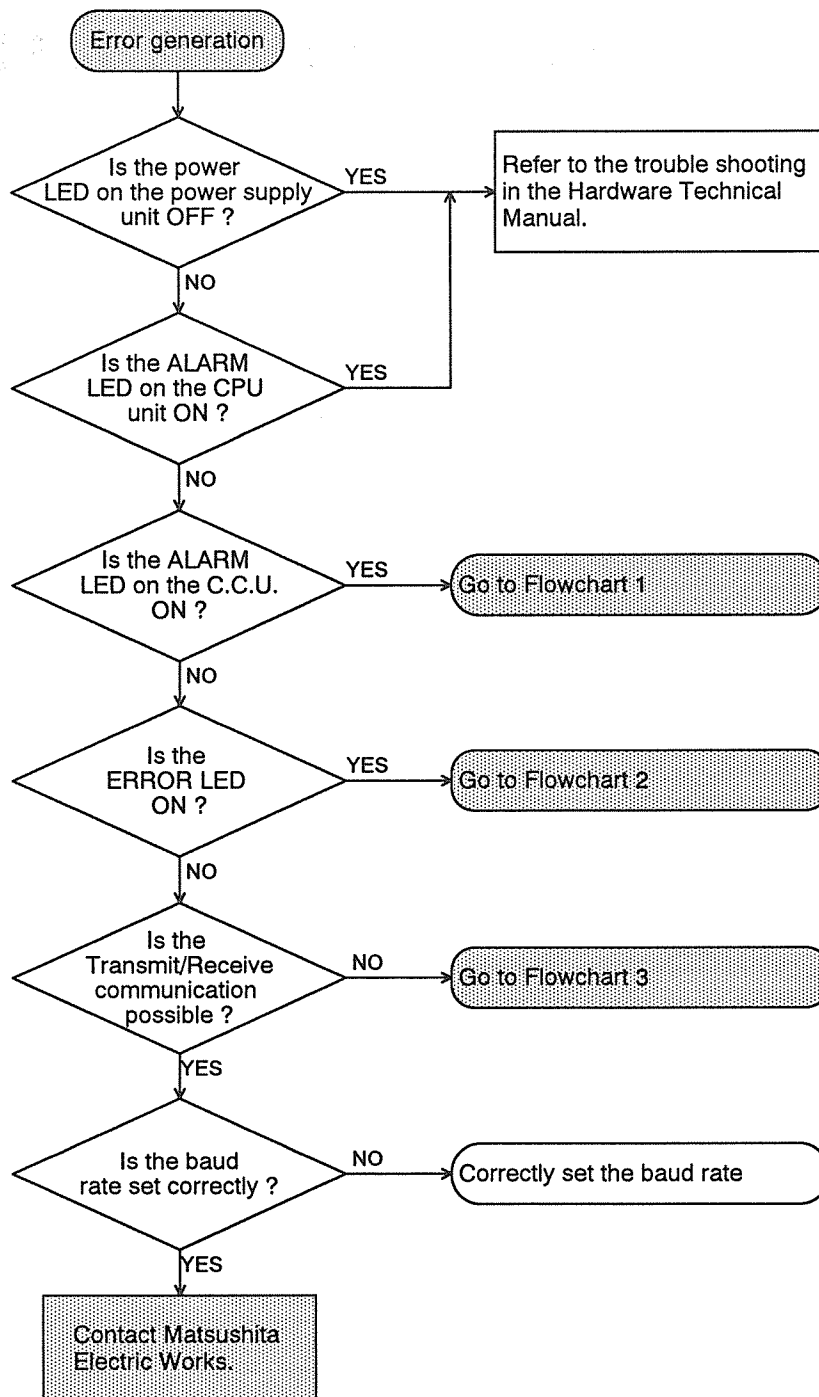 Error generation
Is the power
LED on the power supply
unit OFF ?
YES
Refer to the trouble shooting
in the Hardware Technical
Manual.
NO
Is the ALARM
LED on the CPU
unit ON ?
YES
NO
Is the ALARM
LED on the C.C.U.
ON ?
YES
Go to Flowchart 1
NO
Is the
ERROR LED
ON ?
YES
Go to Flowchart 2
NO
Is the
Transmit/Receive
communication
possible ?
NO
Go to Flowchart 3
YES
Is the baud
rate set correctly ?
NO
Correctly set the baud rate
YES
Contact Matsushita
Electric Works.